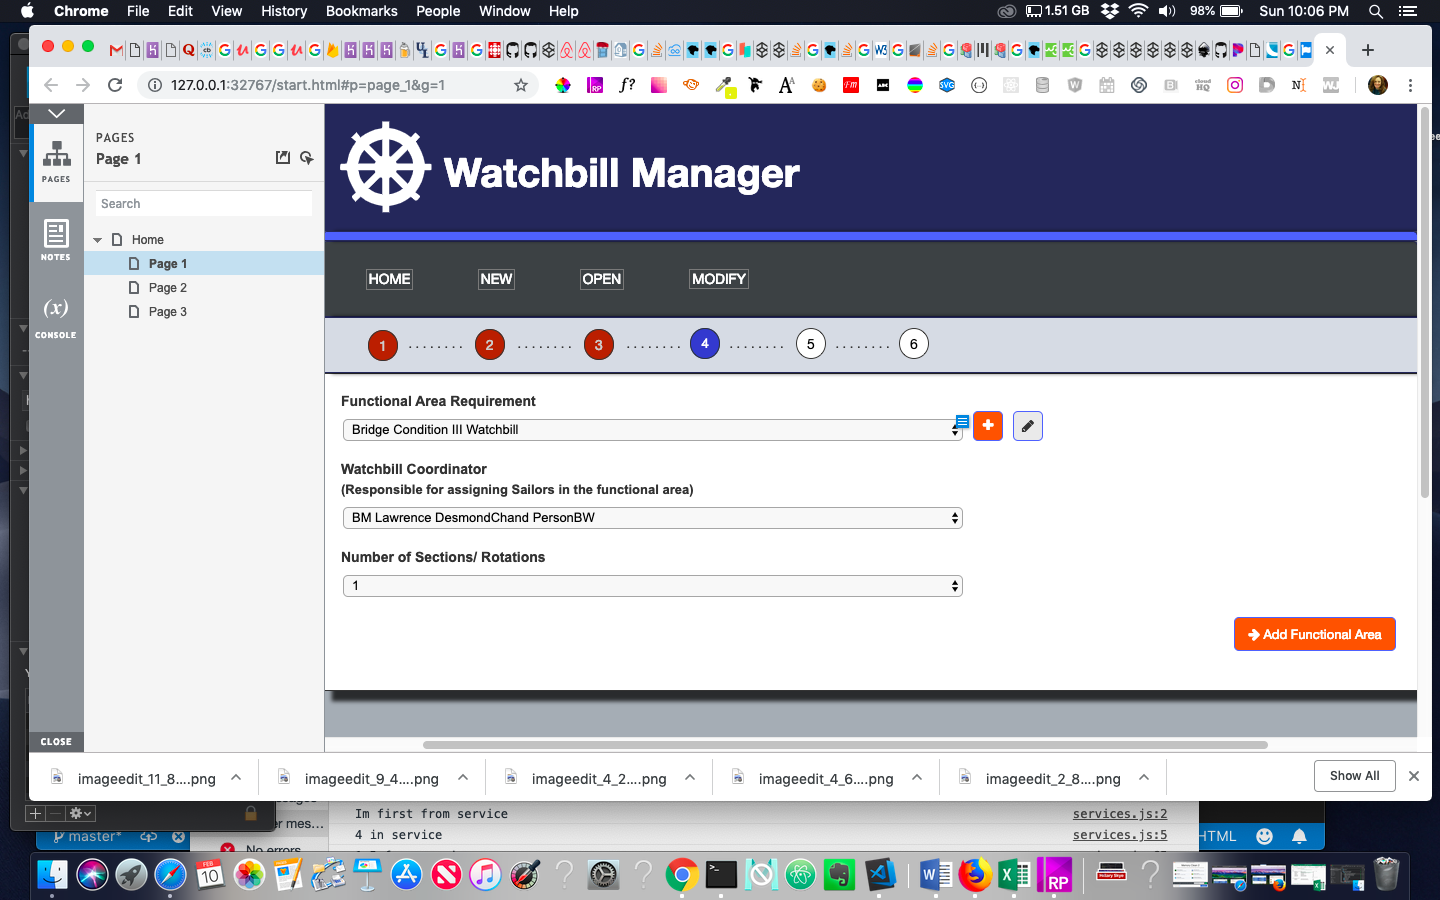 Chrome File Edit View History Bookmarks People Window Help 1.51 GB 98% Sun 10:06 PM
127.0.0.1:32767/start.html#p=page_1&g=1
PAGES
Page 1
PAGES
Search
Home
Page 1
Page 2
Page 3
NOTES
(x)
CONSOLE
CLOSE
Watchbill Manager
HOME NEW OPEN MODIFY
1 ........ 2 ........ 3 ........ 4 ........ 5 ........ 6
Functional Area Requirement
Bridge Condition III Watchbill
Watchbill Coordinator
(Responsible for assigning Sailors in the functional area)
BM Lawrence DesmondChand PersonBW
Number of Sections/ Rotations
1
Add Functional Area
imageedit_11_8....png imageedit_9_4....png imageedit_4_2....png imageedit_4_6....png imageedit_2_8....png Show All
Im first from service services.js:2
er mes...
4 in service services.js:5
master* HTML
No errors
FEB
10
RP